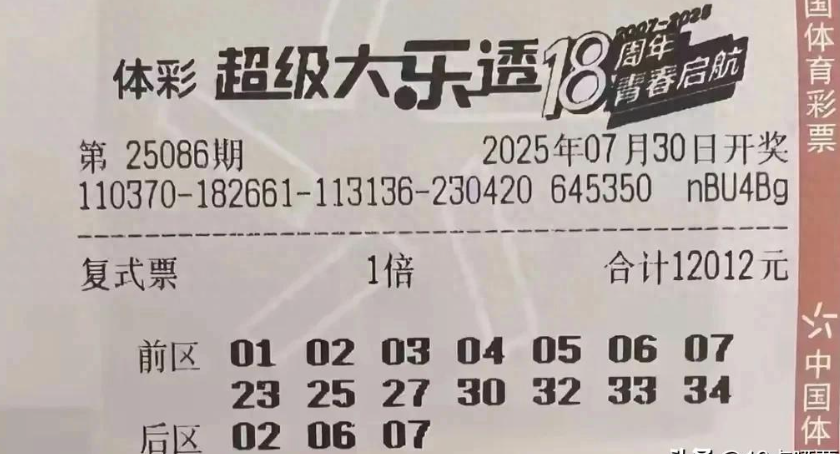 体彩 超级大乐透 18周年 2007-2025 青春启航
第 25086期 2025年07月30日开奖
110370-182661-113136-230420 645350 nBU4Bg
复式票 1倍 合计12012元
前区 01 02 03 04 05 06 07
23 25 27 30 32 33 34
后区 02 06 07
国体育彩票
中国体